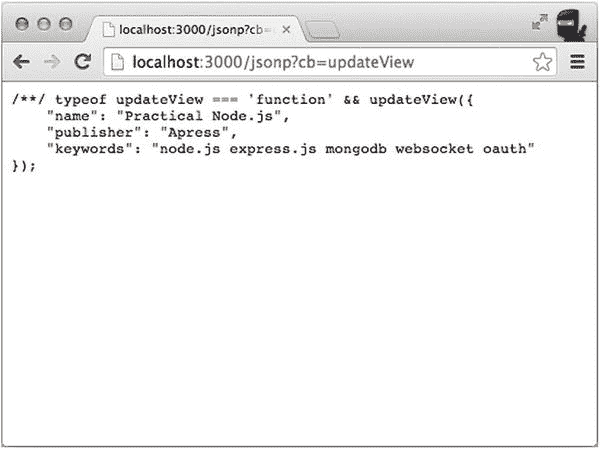 localhost:3000/jsonp?cb=
localhost:3000/jsonp?cb=updateView
/**/ typeof updateView === 'function' && updateView({
    "name": "Practical Node.js",
    "publisher": "Apress",
    "keywords": "node.js express.js mongodb websocket oauth"
});